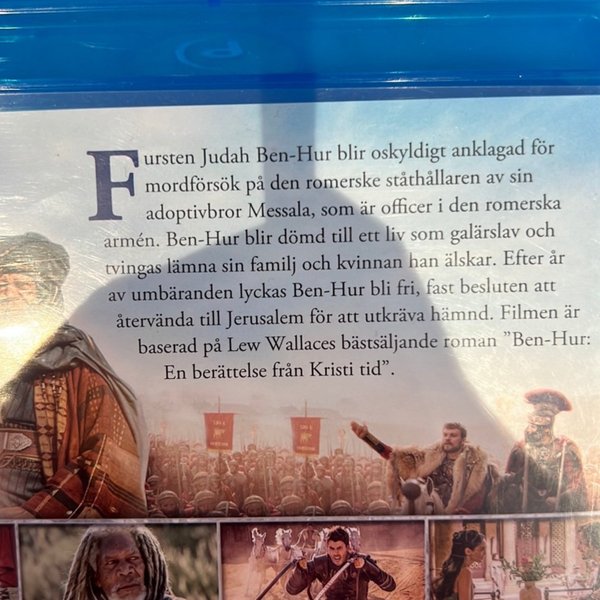 Fursten Judah Ben-Hur blir oskyldigt anklagad för
mordförsök på den romerske ståthållaren av sin
adoptivbror Messala, som är officer i den romerska
armén. Ben-Hur blir dömd till ett liv som galärslav och
tvingas lämna sin familj och kvinnan han älskar. Efter år
av umbäranden lyckas Ben-Hur bli fri, fast besluten att
återvända till Jerusalem för att utkräva hämnd. Filmen är
baserad på Lew Wallaces bästsäljande roman ”Ben-Hur:
En berättelse från Kristi tid”.